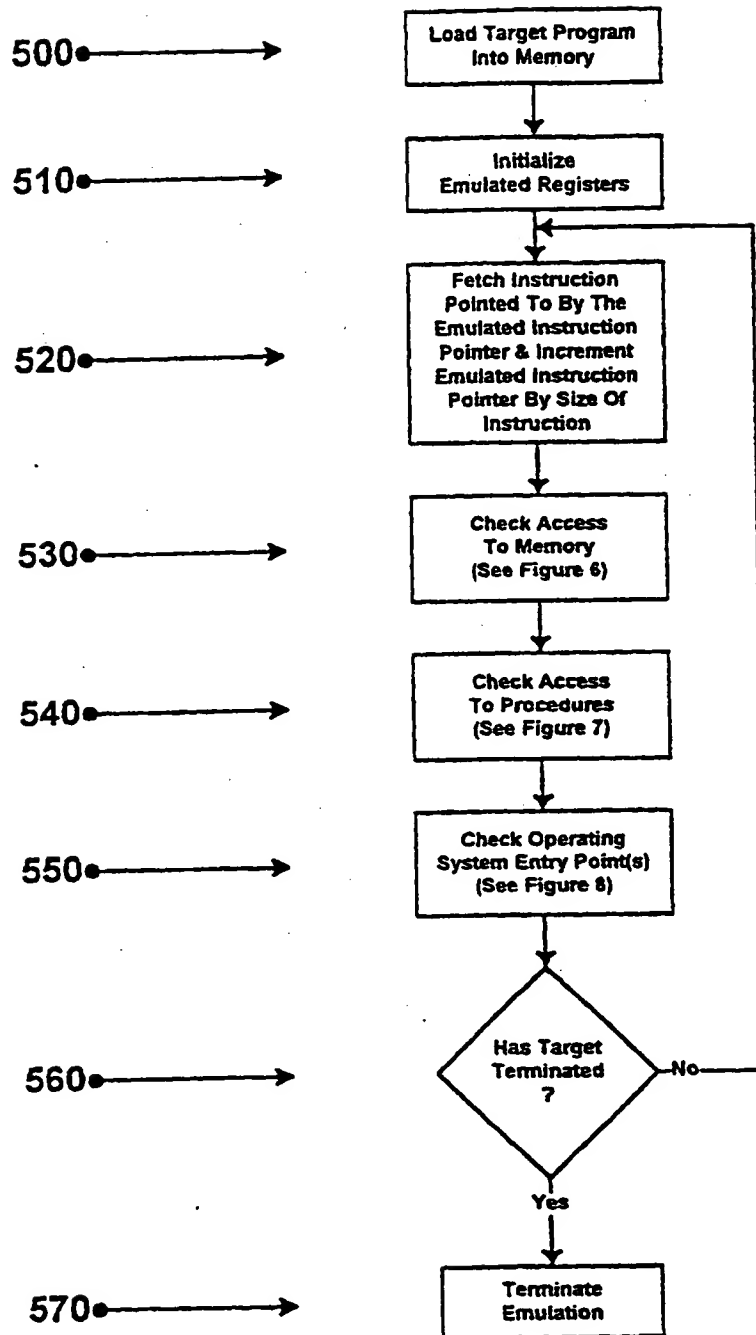 500
Load Target Program
Into Memory
510
Initialize
Emulated Registers
520
Fetch Instruction
Pointed To By The
Emulated Instruction
Pointer & Increment
Emulated Instruction
Pointer By Size Of
Instruction
530
Check Access
To Memory
(See Figure 6)
540
Check Access
To Procedures
(See Figure 7)
550
Check Operating
System Entry Point(s)
(See Figure 8)
560
Has Target
Terminated
?
No
Yes
570
Terminate
Emulation